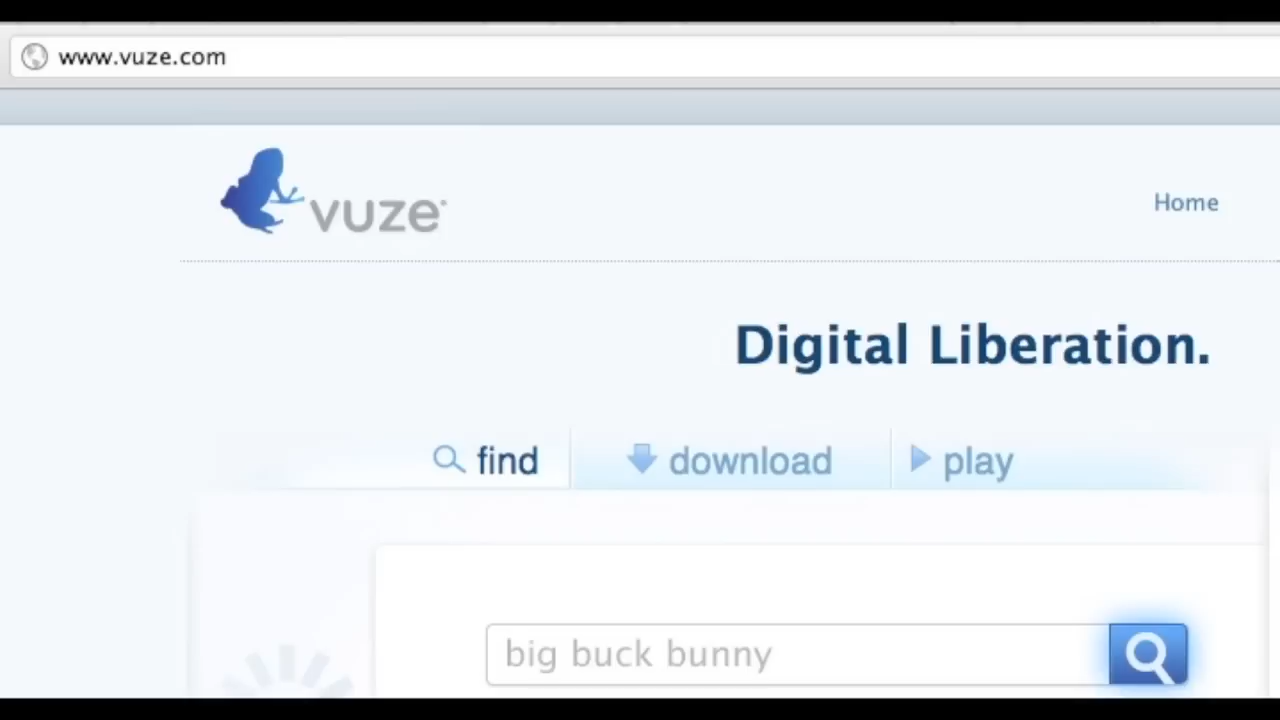 www.vuze.com
vuze
Home
Digital Liberation.
find
download
play
big buck bunny